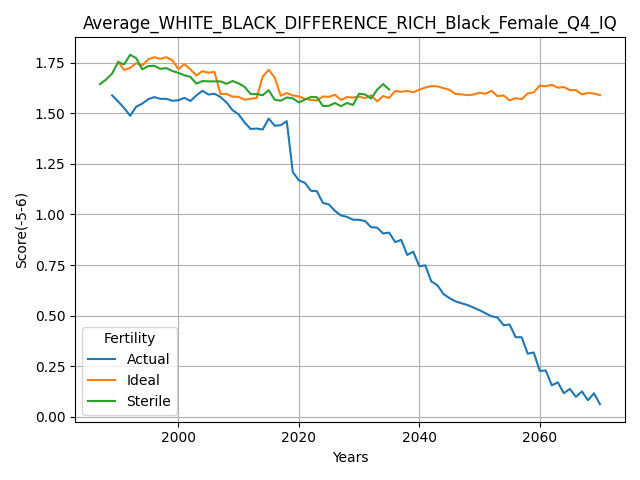 Average_WHITE_BLACK_DIFFERENCE_RICH_Black_Female_Q4_IQ
Score(-5-6)
1.75
1.50
1.25
1.00
0.75
0.50
0.25
0.00
Fertility
Actual
Ideal
Sterile
2000
2020
2040
2060
Years